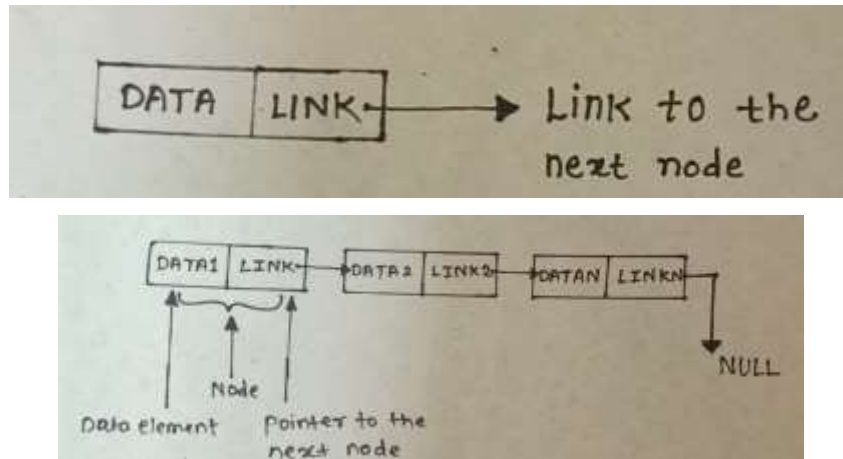 DATA LINK Link to the
next node
DATA1 LINK DATA2 LINK2 DATAN LINKN
NULL
Node
Data element Pointer to the
next node